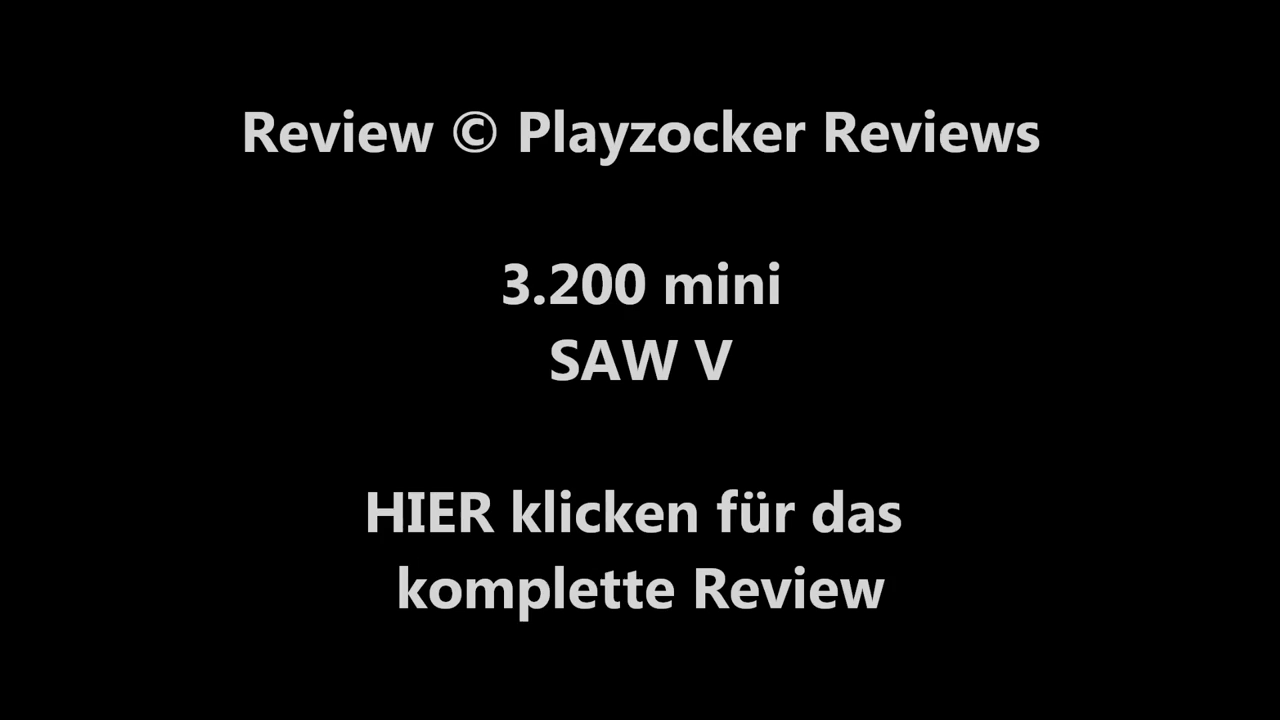 Review © Playzocker Reviews
3.200 mini
SAW V
HIER klicken für das
komplette Review